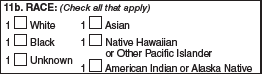 11b. RACE: (Check all that apply)
1 White 1 Asian
1 Black 1 Native Hawaiian
or Other Pacific Islander
1 Unknown
1 American Indian or Alaska Native